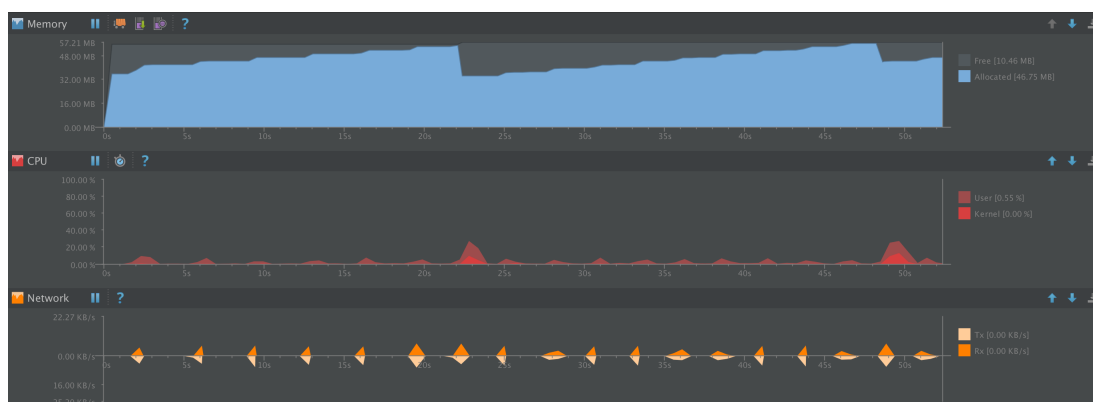 Memory ?
57.21 MB
48.00 MB
32.00 MB
16.00 MB
0.00 MB
Free [10.46 MB]
Allocated [46.75 MB]
0s 5s 10s 15s 20s 25s 30s 35s 40s 45s 50s
CPU ?
100.00 %
80.00 %
60.00 %
40.00 %
20.00 %
0.00 %
User [0.55 %]
Kernel [0.00 %]
0s 5s 10s 15s 20s 25s 30s 35s 40s 45s 50s
Network ?
22.27 KB/s
0.00 KB/s
16.00 KB/s
Tx [0.00 KB/s]
Rx [0.00 KB/s]
0s 5s 10s 15s 20s 25s 30s 35s 40s 45s 50s